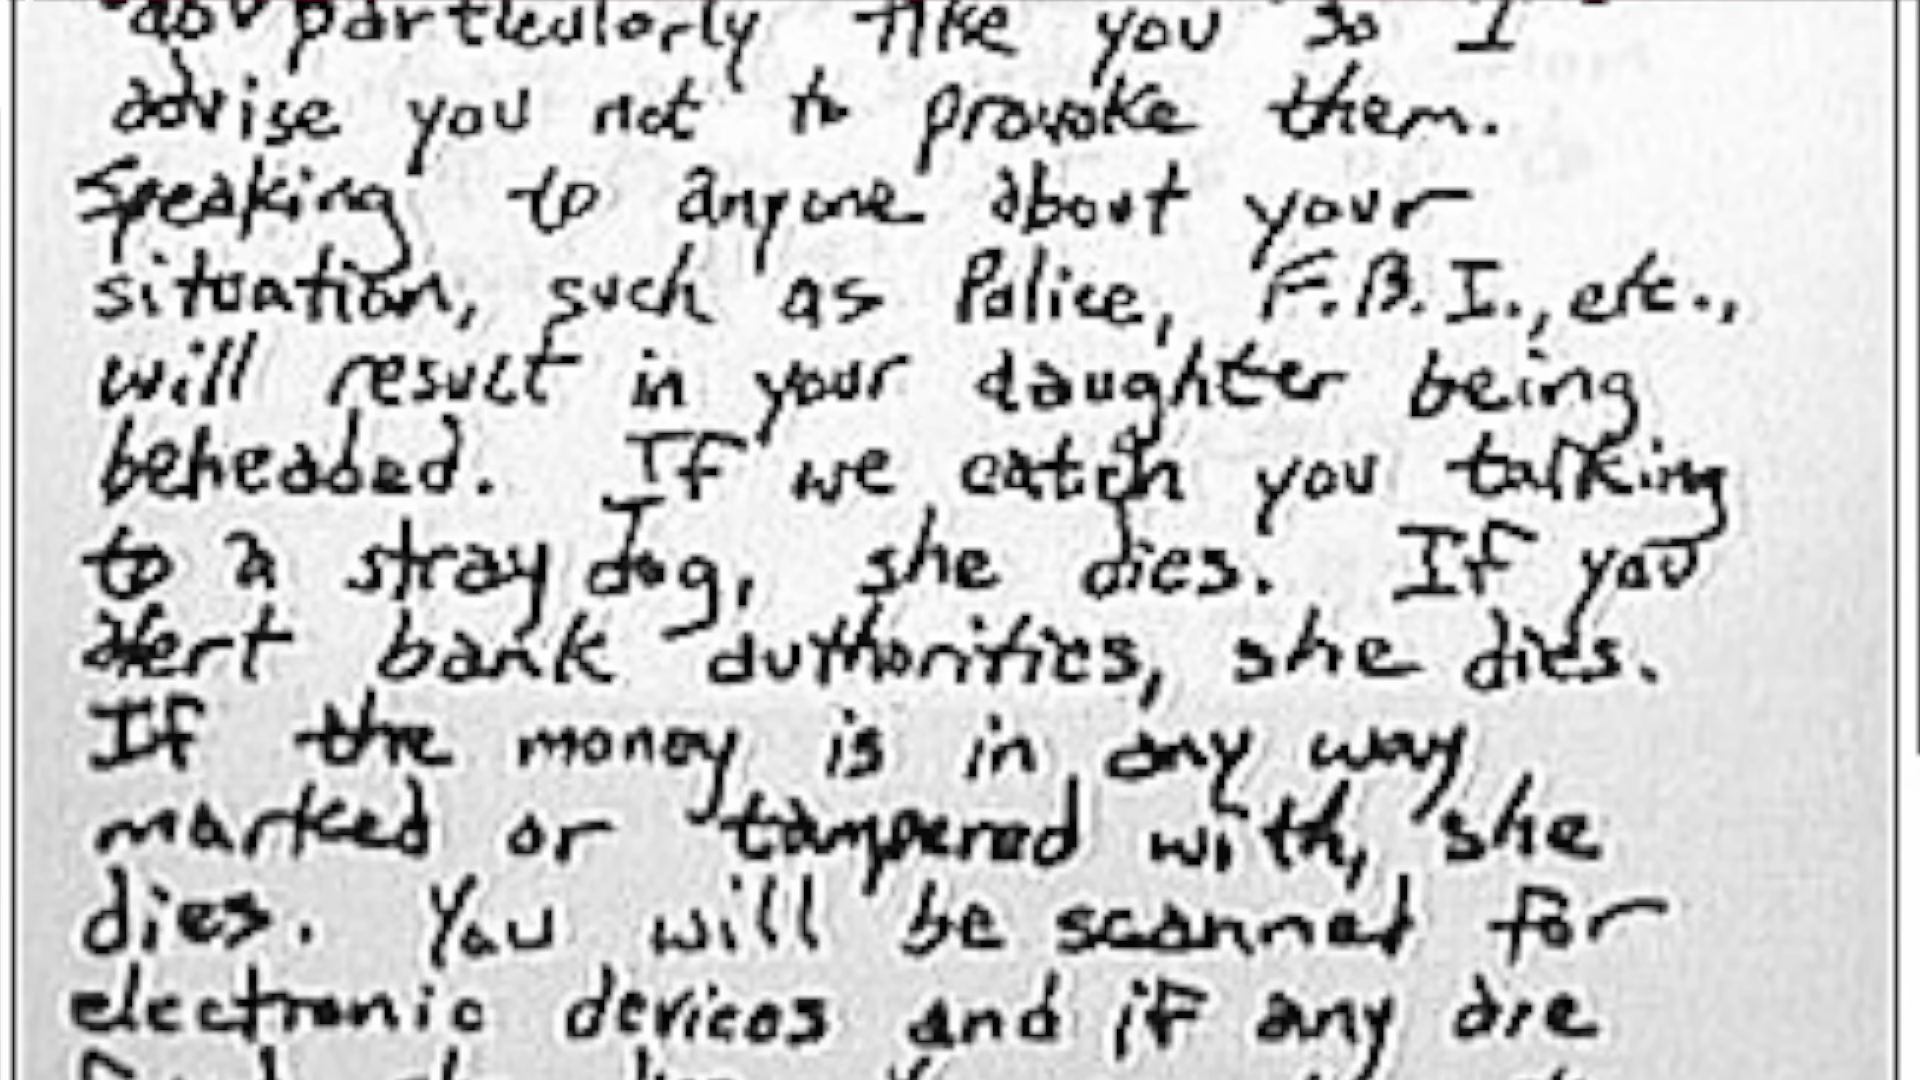 particularly like you so I
advise you not to provoke them.
Speaking to anyone about your
situation, such as Police, F.B.I., etc.,
will result in your daughter being
beheaded. If we catch you talking
to a stray dog, she dies. If you
alert bank authorities, she dies.
If the money is in any way
marked or tampered with, she
dies. You will be scanned for
electronic devices and if any are